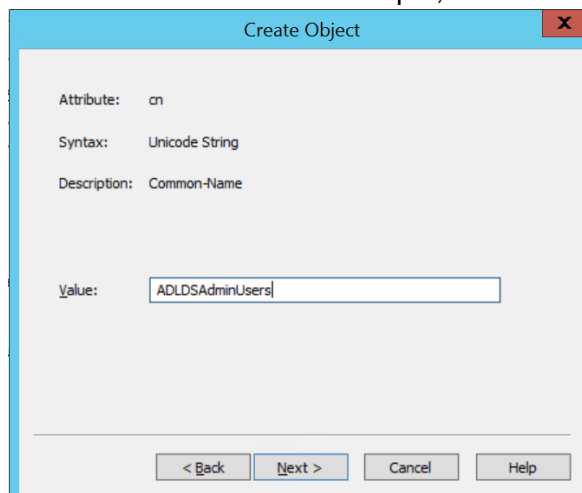 Create Object
X
Attribute: cn
Syntax: Unicode String
Description: Common-Name
Value: ADLDSAdminUsers
< Back Next > Cancel Help